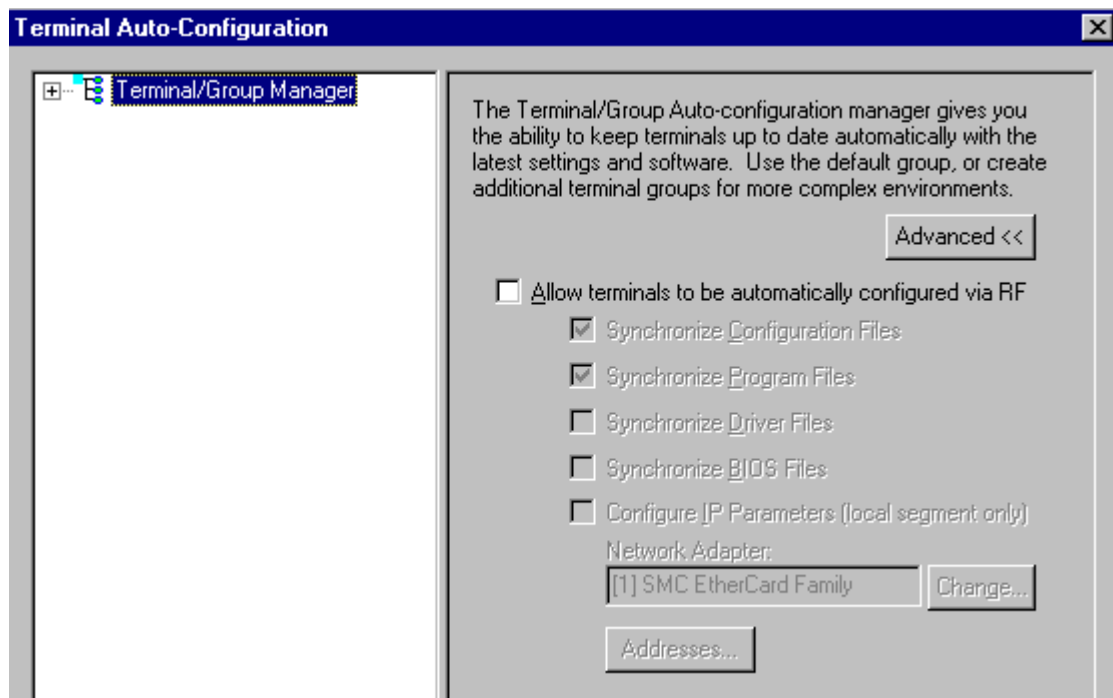 Terminal Auto-Configuration
Terminal/Group Manager
The Terminal/Group Auto-configuration manager gives you
the ability to keep terminals up to date automatically with the
latest settings and software. Use the default group, or create
additional terminal groups for more complex environments.
Advanced <<
Allow terminals to be automatically configured via RF
Synchronize Configuration Files
Synchronize Program Files
Synchronize Driver Files
Synchronize BIOS Files
Configure IP Parameters (local segment only)
Network Adapter:
[1] SMC EtherCard Family
Change...
Addresses...